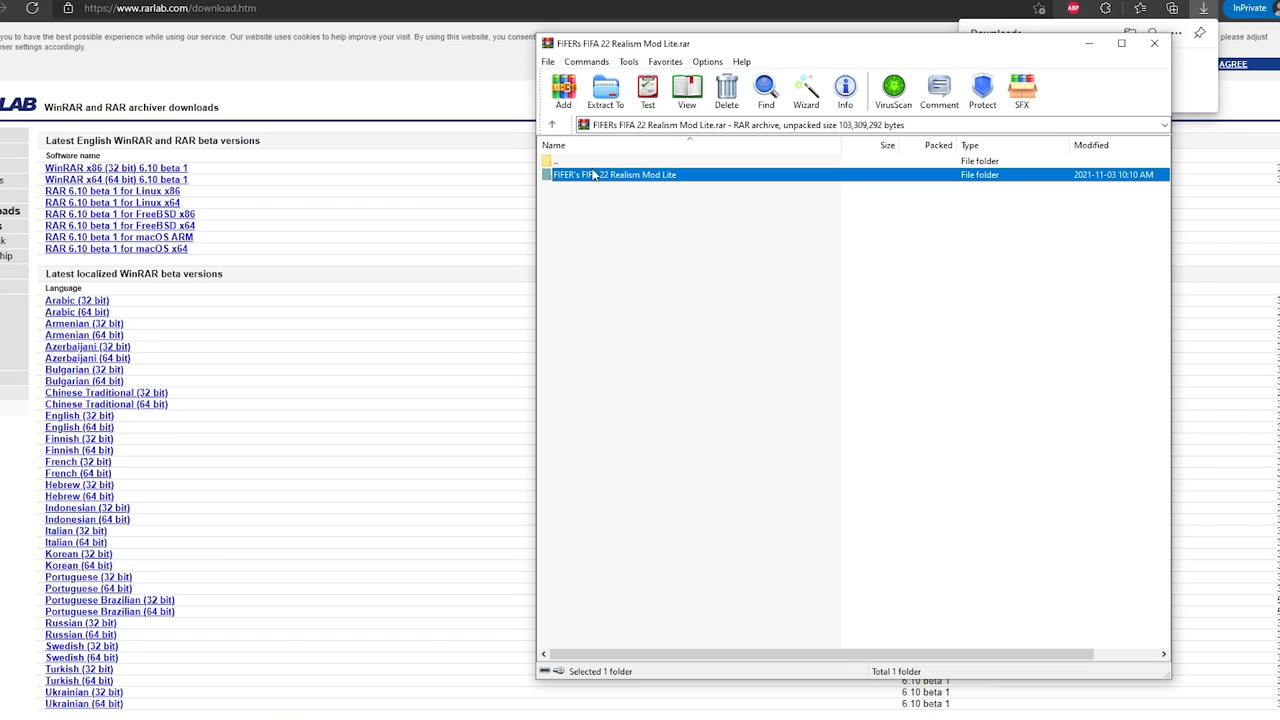 https://www.rarlab.com/download.htm
ABP
InPrivate
you to have the best possible experience while using our service. Our website uses cookies to help improve your visit. By using this website, you consen
ser settings accordingly.
please adjust
AGREE
LAB
WinRAR and RAR archiver downloads
Latest English WinRAR and RAR beta versions
Software name
WinRAR x86 (32 bit) 6.10 beta 1
WinRAR x64 (64 bit) 6.10 beta 1
RAR 6.10 beta 1 for Linux x86
RAR 6.10 beta 1 for Linux x64
RAR 6.10 beta 1 for FreeBSD x86
RAR 6.10 beta 1 for FreeBSD x64
RAR 6.10 beta 1 for macOS ARM
RAR 6.10 beta 1 for macOS x64
s
oads
s
k
hip
Latest localized WinRAR beta versions
Language
Arabic (32 bit)
Arabic (64 bit)
Armenian (32 bit)
Armenian (64 bit)
Azerbaijani (32 bit)
Azerbaijani (64 bit)
Bulgarian (32 bit)
Bulgarian (64 bit)
Chinese Traditional (32 bit)
Chinese Traditional (64 bit)
English (32 bit)
English (64 bit)
Finnish (32 bit)
Finnish (64 bit)
French (32 bit)
French (64 bit)
Hebrew (32 bit)
Hebrew (64 bit)
Indonesian (32 bit)
Indonesian (64 bit)
Italian (32 bit)
Italian (64 bit)
Korean (32 bit)
Korean (64 bit)
Portuguese (32 bit)
Portuguese (64 bit)
Portuguese Brazilian (32 bit)
Portuguese Brazilian (64 bit)
Russian (32 bit)
Russian (64 bit)
Swedish (32 bit)
Swedish (64 bit)
Turkish (32 bit)
Turkish (64 bit)
Ukrainian (32 bit)
Ukrainian (64 bit)
6.10 beta 1
6.10 beta 1
6.10 beta 1
FIFERs FIFA 22 Realism Mod Lite.rar
File Commands Tools Favorites Options Help
Add Extract To Test View Delete Find Wizard Info VirusScan Comment Protect SFX
FIFERs FIFA 22 Realism Mod Lite.rar - RAR archive, unpacked size 103,309,292 bytes
Name Size Packed Type Modified
.. File folder
FIFER's FIFA 22 Realism Mod Lite File folder 2021-11-03 10:10 AM
Selected 1 folder
Total 1 folder